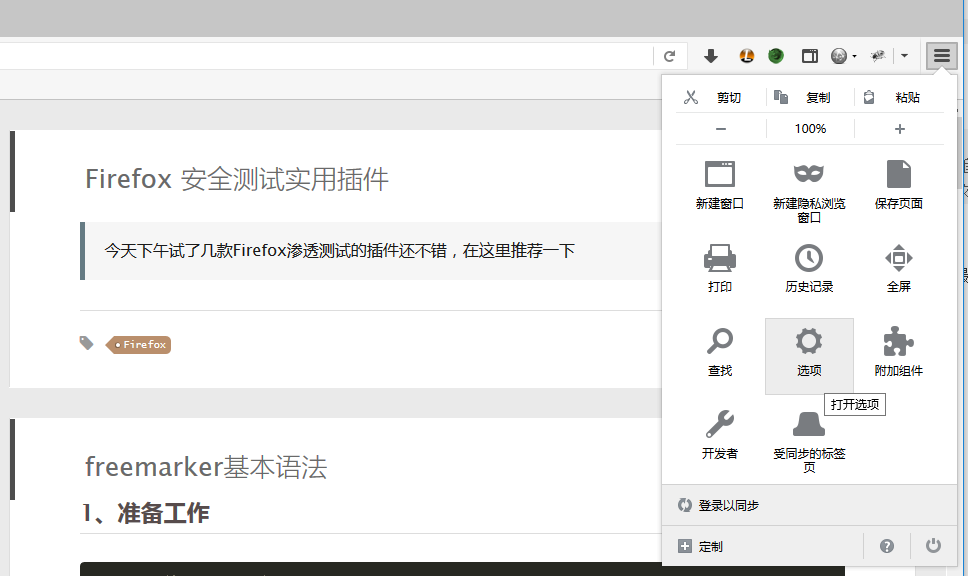 剪切 复制 粘贴
− 100% +
Firefox 安全测试实用插件
今天下午试了几款Firefox渗透测试的插件还不错，在这里推荐一下
Firefox
新建窗口 新建隐私浏览 保存页面
窗口
打印 历史记录 全屏
查找 选项 附加组件
打开选项
开发者 受同步的标签
页
freemarker基本语法
1、准备工作
登录以同步
定制